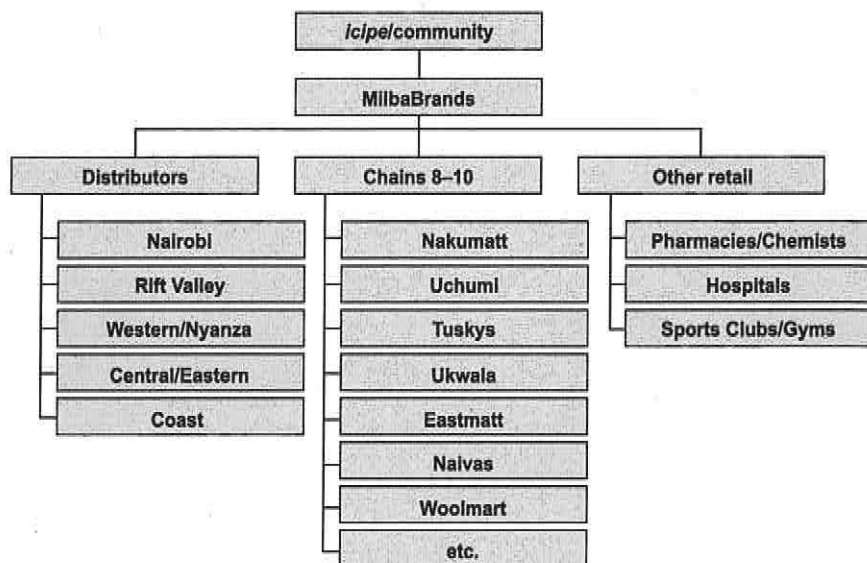 icipe/community
MilbaBrands
Distributors
Chains 8–10
Other retail
Nairobi
Rift Valley
Western/Nyanza
Central/Eastern
Coast
Nakumatt
Uchumi
Tuskys
Ukwala
Eastmatt
Naivas
Woolmart
etc.
Pharmacies/Chemists
Hospitals
Sports Clubs/Gyms